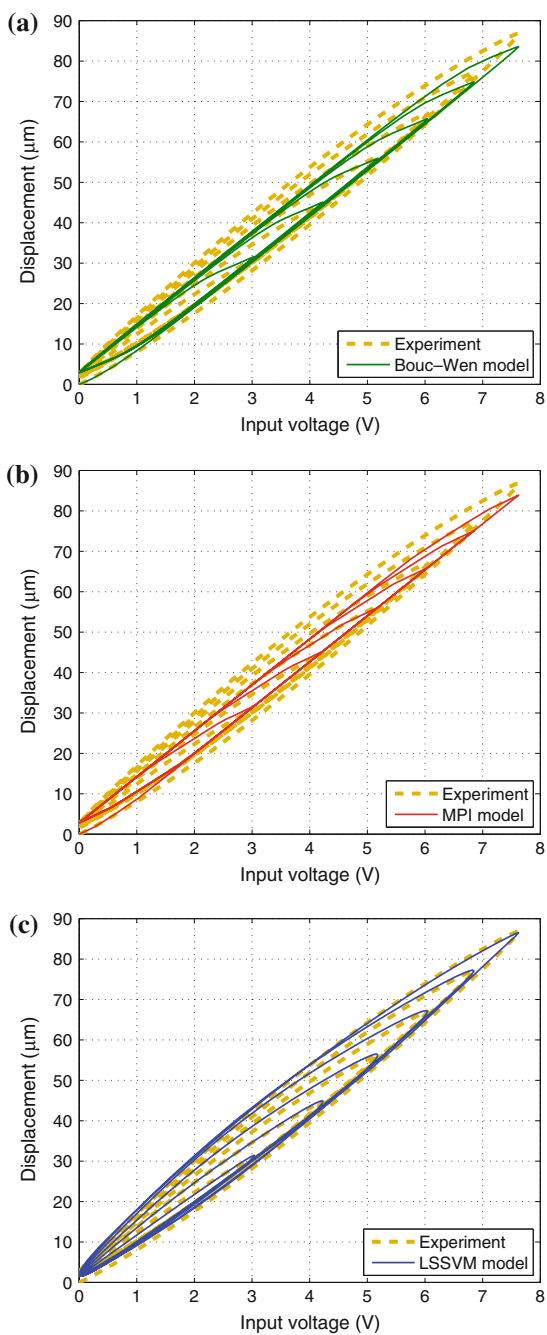 (a)
90
80
70
60
50
40
30
20
10
0
Displacement (μm)
Experiment
Bouc–Wen model
0 1 2 3 4 5 6 7 8
Input voltage (V)
(b)
90
80
70
60
50
40
30
20
10
0
Displacement (μm)
Experiment
MPI model
0 1 2 3 4 5 6 7 8
Input voltage (V)
(c)
90
80
70
60
50
40
30
20
10
0
Displacement (μm)
Experiment
LSSVM model
0 1 2 3 4 5 6 7 8
Input voltage (V)